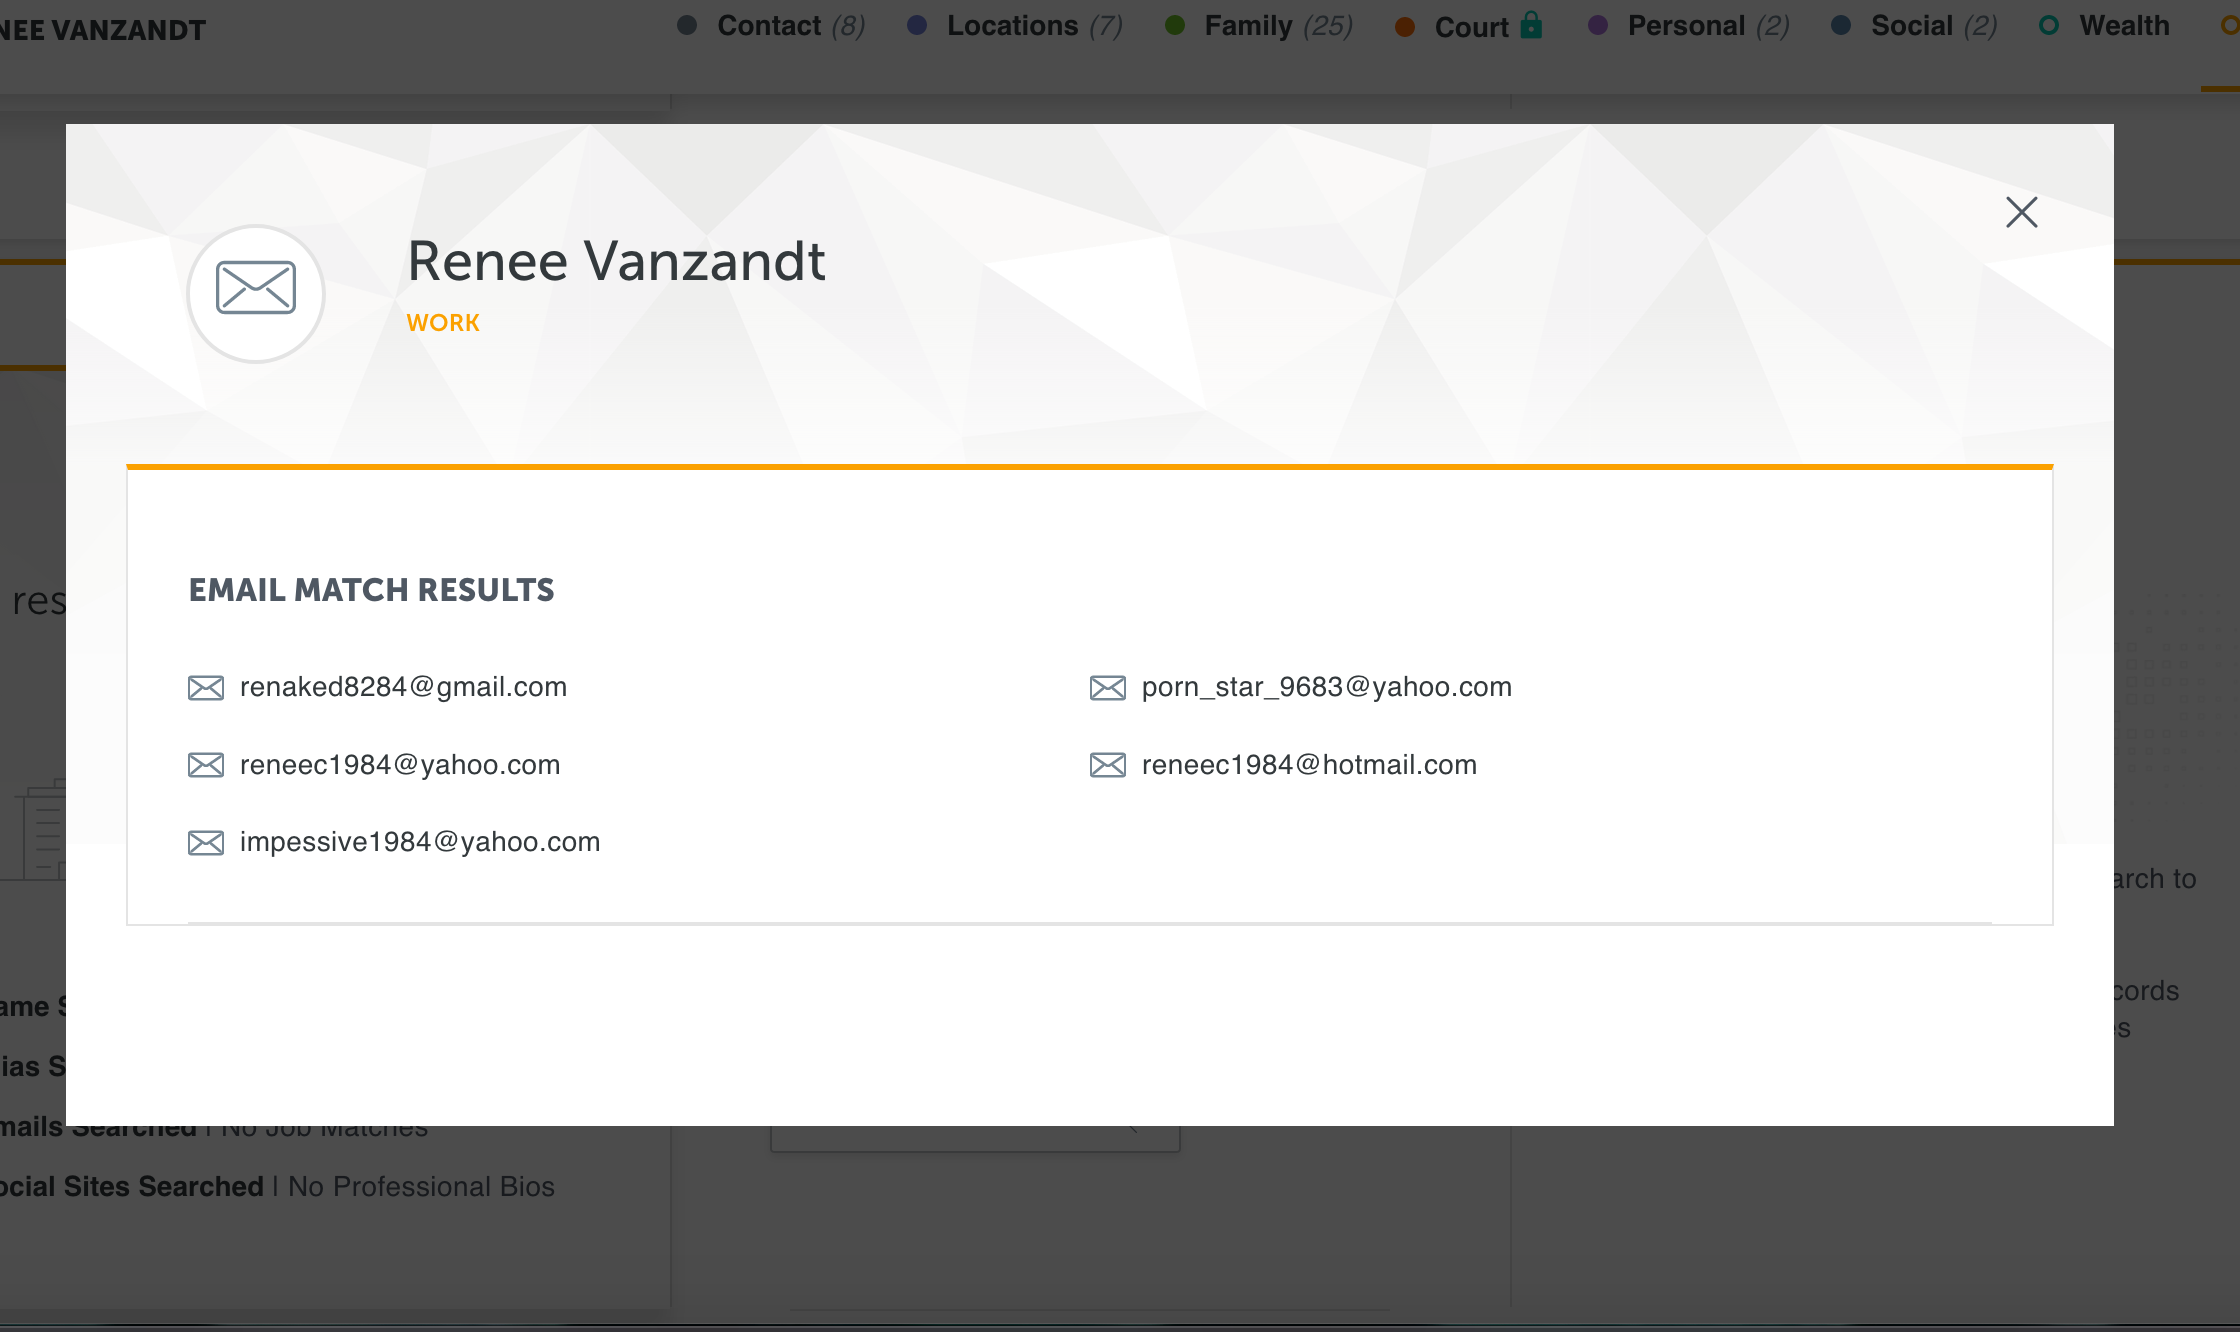 NEE VANZANDT
Contact (8) Locations (7) Family (25) Court Personal (2) Social (2) Wealth
Renee Vanzandt
WORK
EMAIL MATCH RESULTS
res
renaked8284@gmail.com porn_star_9683@yahoo.com
reneec1984@yahoo.com reneec1984@hotmail.com
impessive1984@yahoo.com
arch to
cords
ame S
es
ias S
mails Searched | No Job Matches
ocial Sites Searched | No Professional Bios